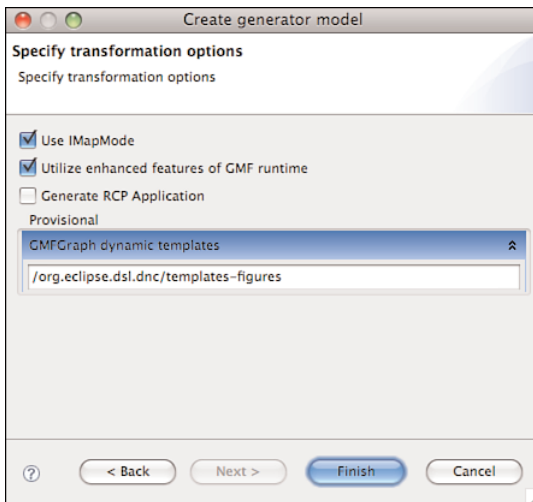 Create generator model
Specify transformation options
Specify transformation options
Use IMapMode
Utilize enhanced features of GMF runtime
Generate RCP Application
Provisional
GMFGraph dynamic templates
/org.eclipse.dsl.dnc/templates-figures
?
< Back
Next >
Finish
Cancel